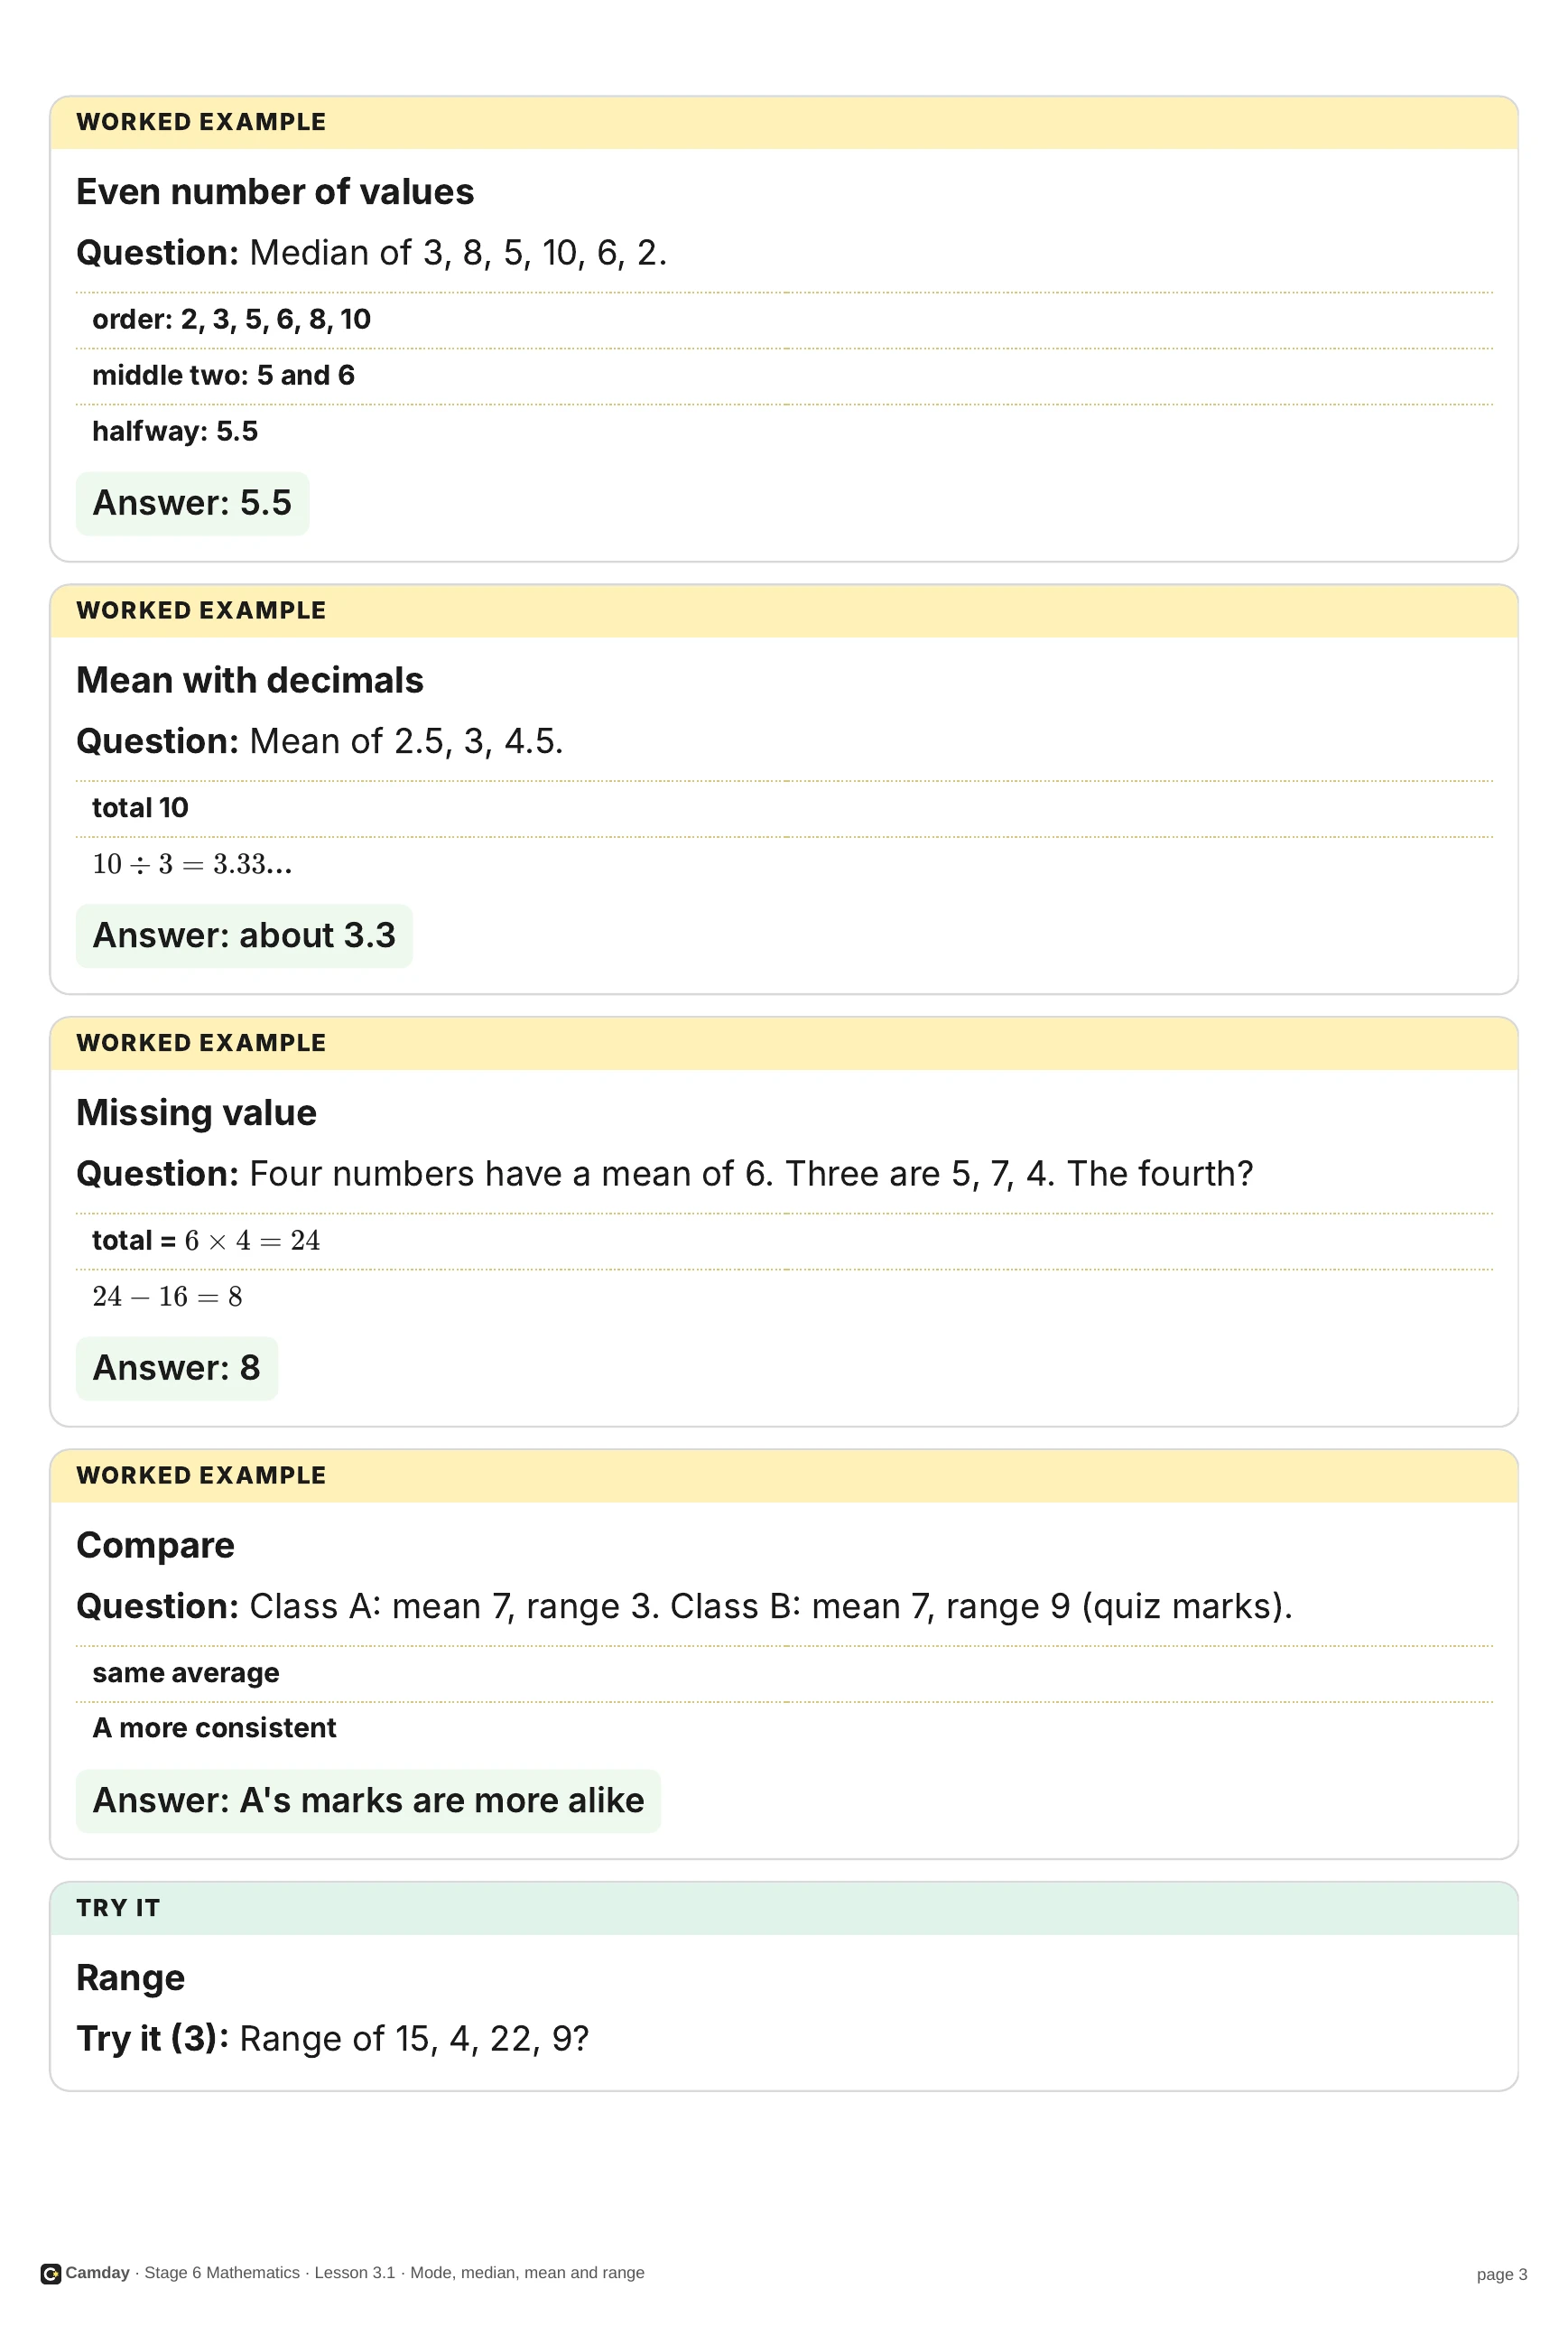 WORKED EXAMPLE
Even number of values
Question: Median of 3, 8, 5, 10, 6, 2.
order: 2, 3, 5, 6, 8, 10
middle two: 5 and 6
halfway: 5.5
Answer: 5.5
WORKED EXAMPLE
Mean with decimals
Question: Mean of 2.5, 3, 4.5.
total 10
10 ÷ 3 = 3.33...
Answer: about 3.3
WORKED EXAMPLE
Missing value
Question: Four numbers have a mean of 6. Three are 5, 7, 4. The fourth?
total = 6 × 4 = 24
24 − 16 = 8
Answer: 8
WORKED EXAMPLE
Compare
Question: Class A: mean 7, range 3. Class B: mean 7, range 9 (quiz marks).
same average
A more consistent
Answer: A's marks are more alike
TRY IT
Range
Try it (3): Range of 15, 4, 22, 9?
Camday · Stage 6 Mathematics · Lesson 3.1 · Mode, median, mean and range
page 3